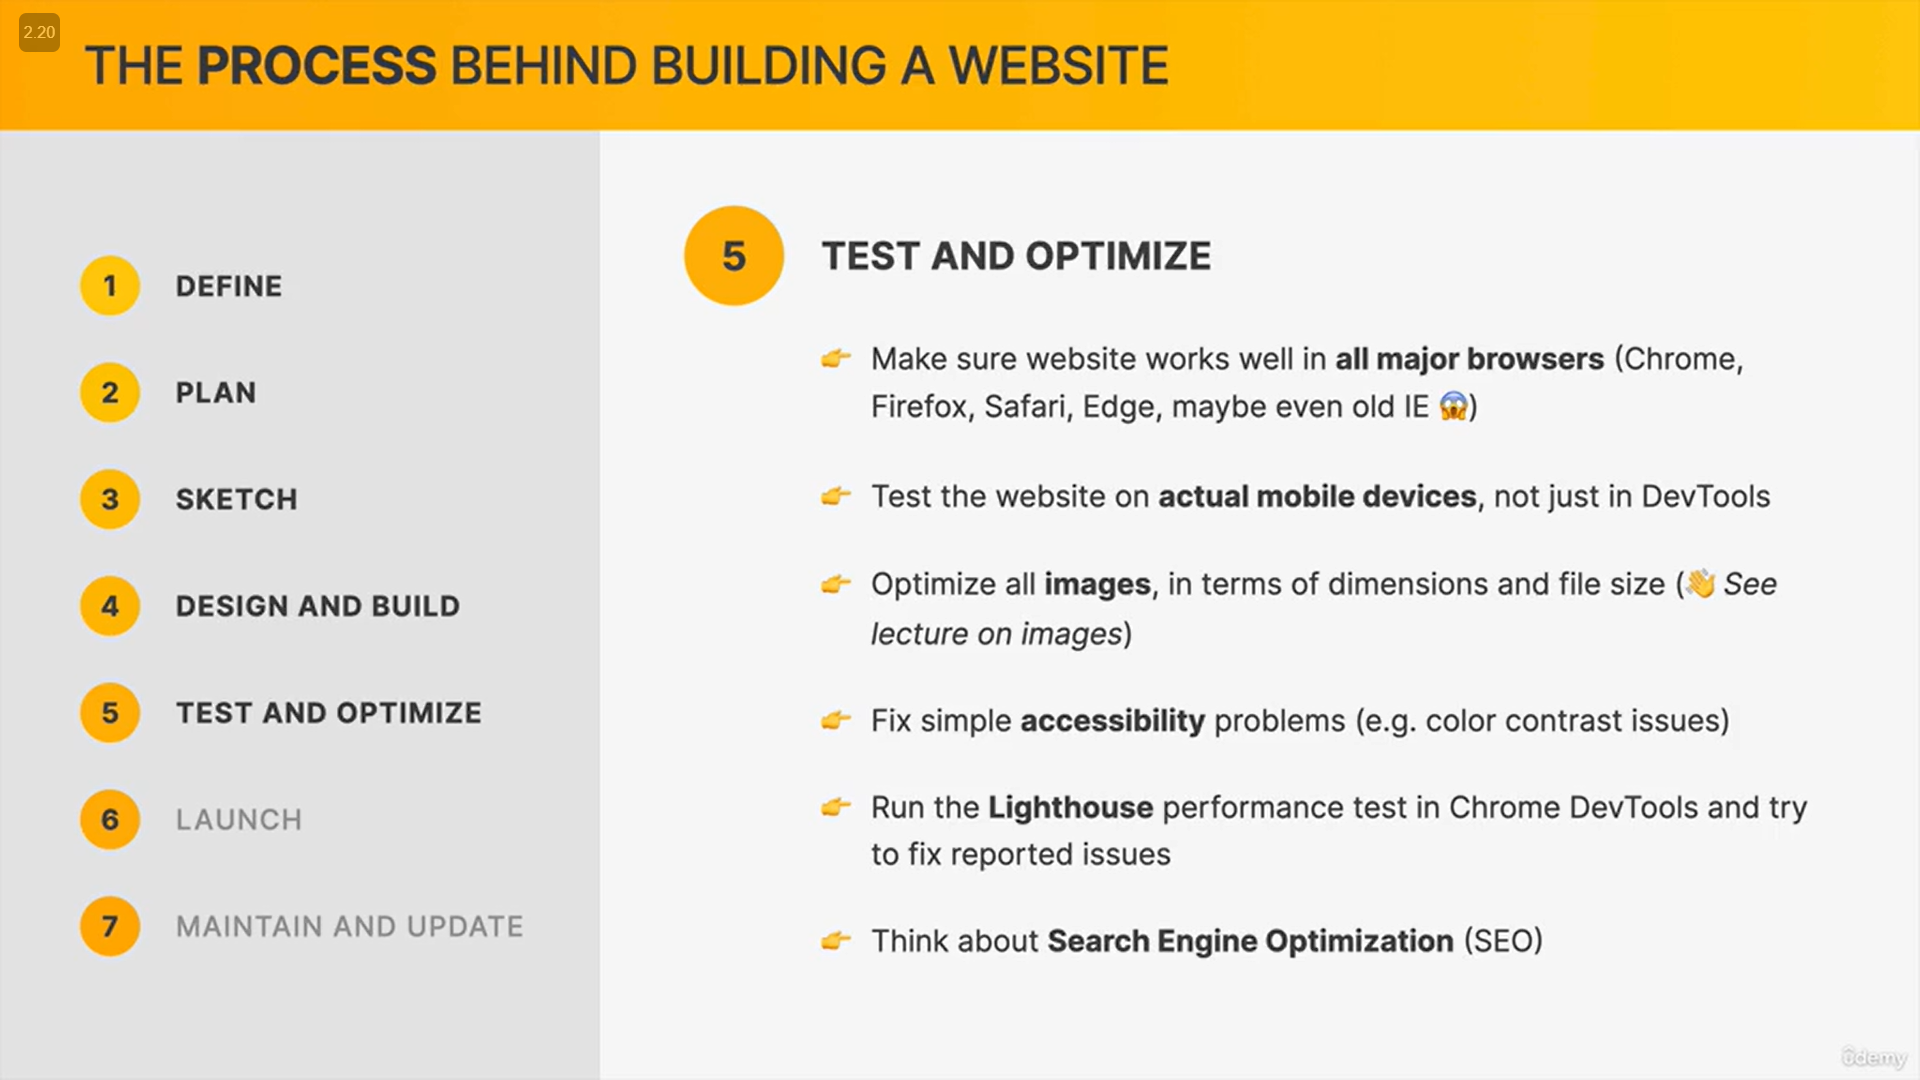 2.20
THE PROCESS BEHIND BUILDING A WEBSITE
1 DEFINE
2 PLAN
3 SKETCH
4 DESIGN AND BUILD
5 TEST AND OPTIMIZE
6 LAUNCH
7 MAINTAIN AND UPDATE
5 TEST AND OPTIMIZE
👉 Make sure website works well in all major browsers (Chrome,
Firefox, Safari, Edge, maybe even old IE 😱)
👉 Test the website on actual mobile devices, not just in DevTools
👉 Optimize all images, in terms of dimensions and file size (👋 See
lecture on images)
👉 Fix simple accessibility problems (e.g. color contrast issues)
👉 Run the Lighthouse performance test in Chrome DevTools and try
to fix reported issues
👉 Think about Search Engine Optimization (SEO)
ûdemy